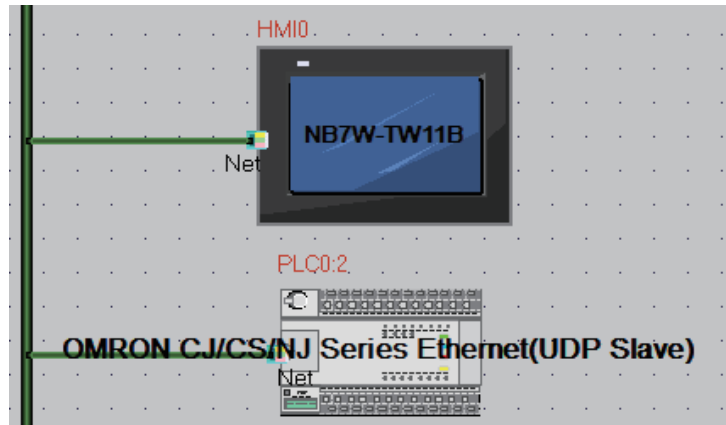 HMI0
NB7W-TW11B
Net
PLC0:2
OMRON CJ/CS/NJ Series Ethernet(UDP Slave)
Net